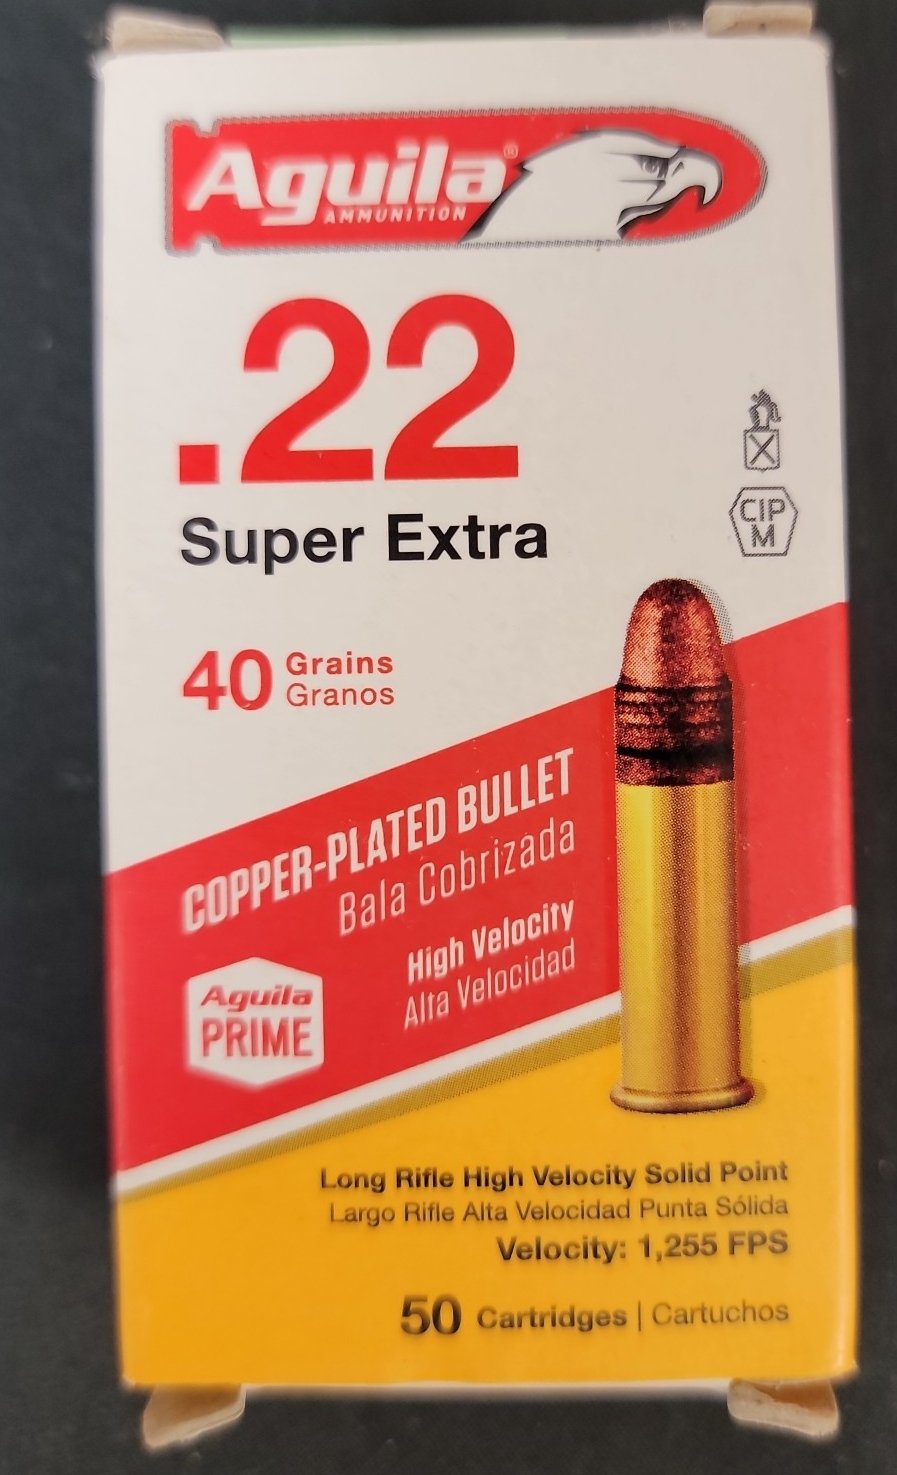 Aguila®
AMMUNITION
.22
Super Extra
X
CIP
M
40 Grains
Granos
COPPER-PLATED BULLET
Bala Cobrizada
High Velocity
Alta Velocidad
Aguila
PRIME
Long Rifle High Velocity Solid Point
Largo Rifle Alta Velocidad Punta Sólida
Velocity: 1,255 FPS
50 Cartridges | Cartuchos